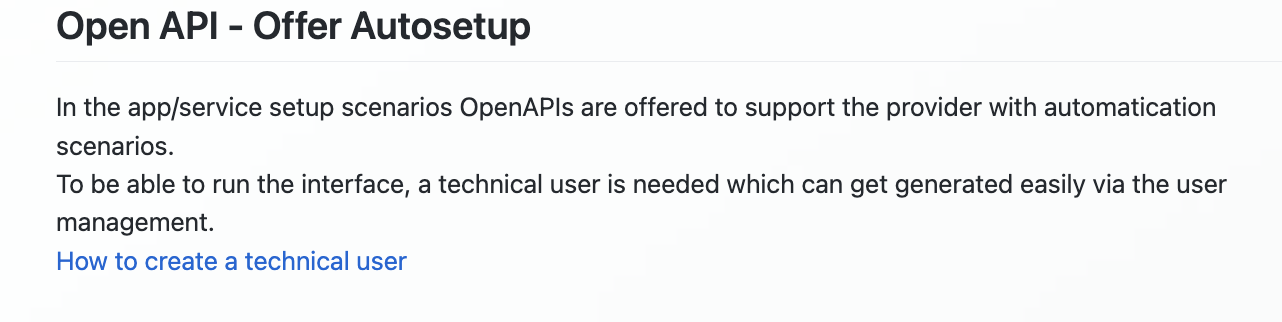 Open API - Offer Autosetup
In the app/service setup scenarios OpenAPIs are offered to support the provider with automatication
scenarios.
To be able to run the interface, a technical user is needed which can get generated easily via the user
management.
How to create a technical user